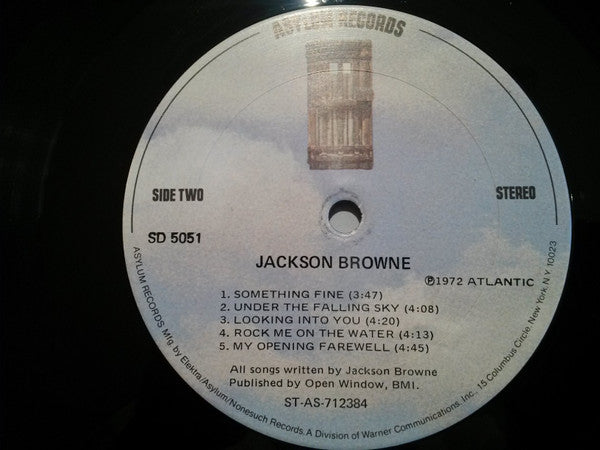 ASYLUM RECORDS
SIDE TWO
STEREO
SD 5051
JACKSON BROWNE
℗1972 ATLANTIC
1. SOMETHING FINE (3:47)
2. UNDER THE FALLING SKY (4:08)
3. LOOKING INTO YOU (4:20)
4. ROCK ME ON THE WATER (4:13)
5. MY OPENING FAREWELL (4:45)
All songs written by Jackson Browne
Published by Open Window, BMI.
ST-AS-712384
ASYLUM RECORDS Mfg. by Elektra/Asylum/Nonesuch Records. A Division of Warner Communications, Inc. 15 Columbus Circle, New York, N Y 10023